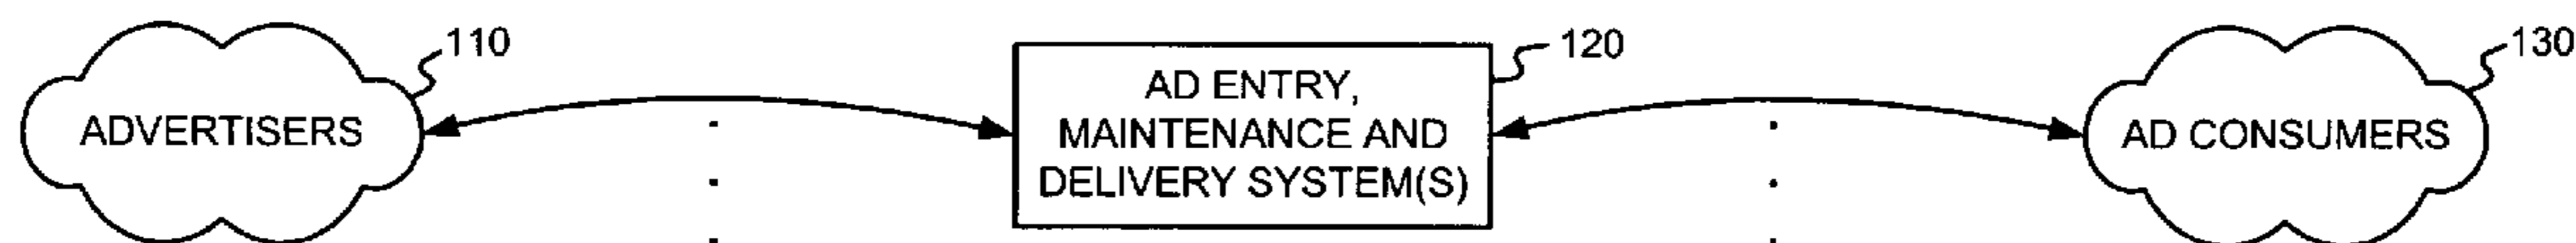 110
120
130
ADVERTISERS
AD ENTRY,
MAINTENANCE AND
DELIVERY SYSTEM(S)
AD CONSUMERS